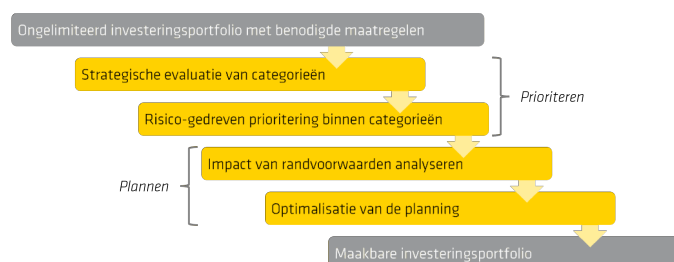 Ongelimiteerd investeringsportfolio met benodigde maatregelen
Strategische evaluatie van categorieën
Prioriteren
Risico-gedreven prioritering binnen categorieën
Impact van randvoorwaarden analyseren
Plannen
Optimalisatie van de planning
Maakbare investeringsportfolio